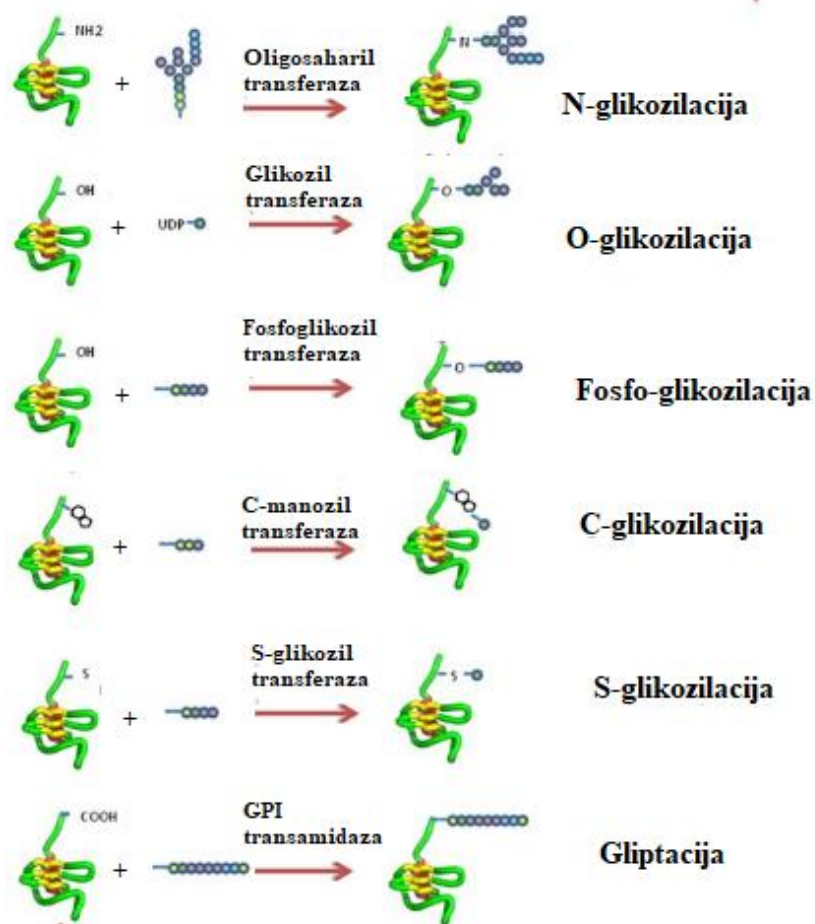 NH2
+
Oligosaharil
transferaza
N
N-glikozilacija
OH
+
UDP
Glikozil
transferaza
O
O-glikozilacija
OH
+
Fosfoglikozil
transferaza
O
Fosfo-glikozilacija
+
C-manozil
transferaza
C-glikozilacija
S
+
S-glikozil
transferaza
S
S-glikozilacija
COOH
+
GPI
transamidaza
Gliptacija